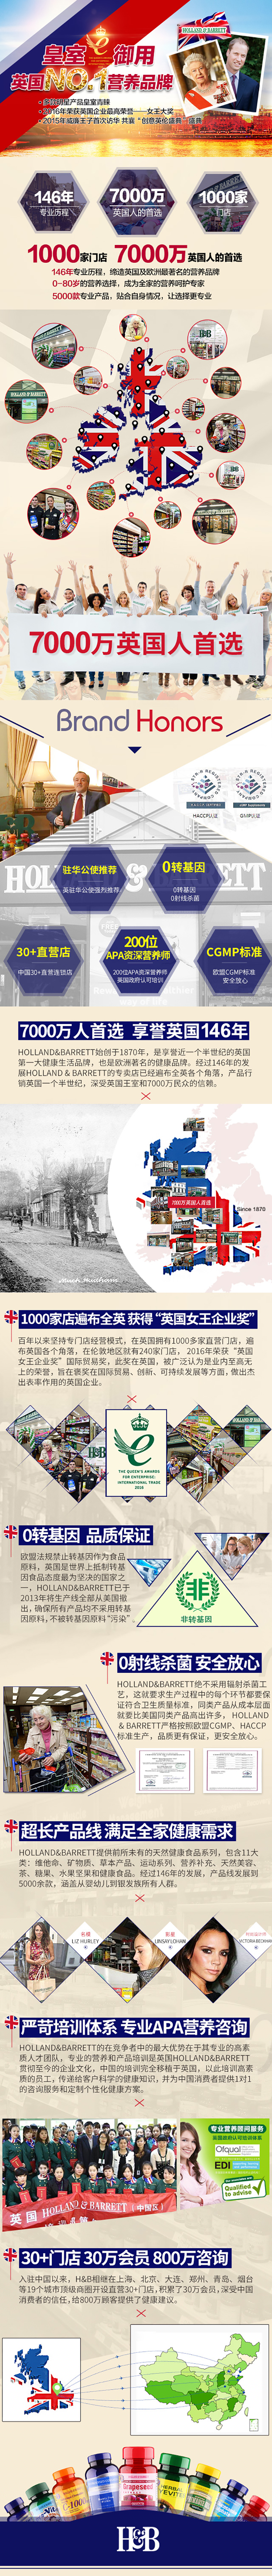 HOLLAND & BARRETT
皇室御用
英国NO.1营养品牌
·多款明星产品皇室青睐
·2016年荣获英国企业最高荣誉——女王大奖
·2015年威廉王子首次访华 共宴“创意英伦盛典”盛典
146年
专业历程
7000万
英国人的首选
1000家
门店
1000家门店 7000万英国人的首选
146年专业历程，缔造英国及欧洲最著名的营养品牌
0-80岁的营养选择，成为全家的营养呵护专家
5000款专业产品，贴合自身情况，让选择更专业
7000万英国人首选
Brand Honors
HACCP认证
GMP认证
驻华公使推荐
英驻华公使强烈推荐
0转基因
0转基因
0射线杀菌
30+直营店
中国30+直营连锁店
200位
APA资深营养师
200位APA资深营养师
英国政府认可培训
CGMP标准
欧盟CGMP标准
安全放心
7000万人首选 享誉英国146年
HOLLAND&BARRETT始创于1870年，是享誉近一个半世纪的英国
第一大健康生活品牌，也是欧洲著名的健康品牌。经过146年的发
展HOLLAND & BARRETT的专卖店已经遍布全英各个角落，产品行
销英国一个半世纪，深受英国王室和7000万民众的信赖。
7000万英国人首选
Since 1870
Much Hadham
1000家店遍布全英 获得“英国女王企业奖”
百年以来坚持专门店经营模式，在英国拥有1000多家直营门店，遍
布英国各个角落，在伦敦地区就有240家门店， 2016年荣获“英国
女王企业奖”国际贸易奖，此奖在英国，被广泛认为是业内至高无
上的荣誉，旨在褒奖在国际贸易、创新、可持续发展等方面，做出杰
出表率作用的英国企业。
THE QUEEN'S AWARDS
FOR ENTERPRISE:
INTERNATIONAL TRADE
2016
0转基因 品质保证
欧盟法规禁止转基因作为食品
原料，英国是世界上抵制转基
因食品态度最为坚决的国家之
一，HOLLAND&BARRETT已于
2013年将生产线全部从美国撤
出，确保所有产品均不采用转基
因原料，不被转基因原料“污染”。
非
非转基因
0射线杀菌 安全放心
HOLLAND&BARRETT绝不采用辐射杀菌工
艺，这就要求生产过程中的每个环节都要保
证符合卫生质量标准，同类产品从成本层面
就要比美国同类产品高出许多， HOLLAND
& BARRETT严格按照欧盟CGMP、HACCP
标准生产，品质更有保证，更安全放心。
超长产品线 满足全家健康需求
HOLLAND&BARRETT提供前所未有的天然健康食品系列，包含11大
类：维他命、矿物质、草本产品、运动系列、营养补充、天然美容、
茶、糖果、水果坚果和健康食品。经过146年的发展，产品线发展到
5000余款，涵盖从婴幼儿到银发族所有人群。
LIZ HURLEY
LINSAY LOHAN
VICTORIA BECKHAM
严苛培训体系 专业APA营养咨询
HOLLAND&BARRETT的在竞争者中的最大优势在于其专业的高素
质人才团队，专业的营养和产品培训是英国HOLLAND&BARRETT
贯彻至今的企业文化，中国的培训完全移植于英国，以此培训高素
质的员工，传递给客户科学的健康知识，并为中国消费者提供1对1
的咨询服务和定制个性化健康方案。
英国 HOLLAND & BARRETT (中国区)
专业营养顾问服务
英国政府认可培训体系
Ofqual
EDI
Qualified
to advise
30+门店 30万会员 800万咨询
入驻中国以来，H&B相继在上海、北京、大连、郑州、青岛、烟台
等19个城市顶级商圈开设直营30+门店，积累了30万会员，深受中国
消费者的信任，给800万顾客提供了健康建议。
Grapeseed
H&B